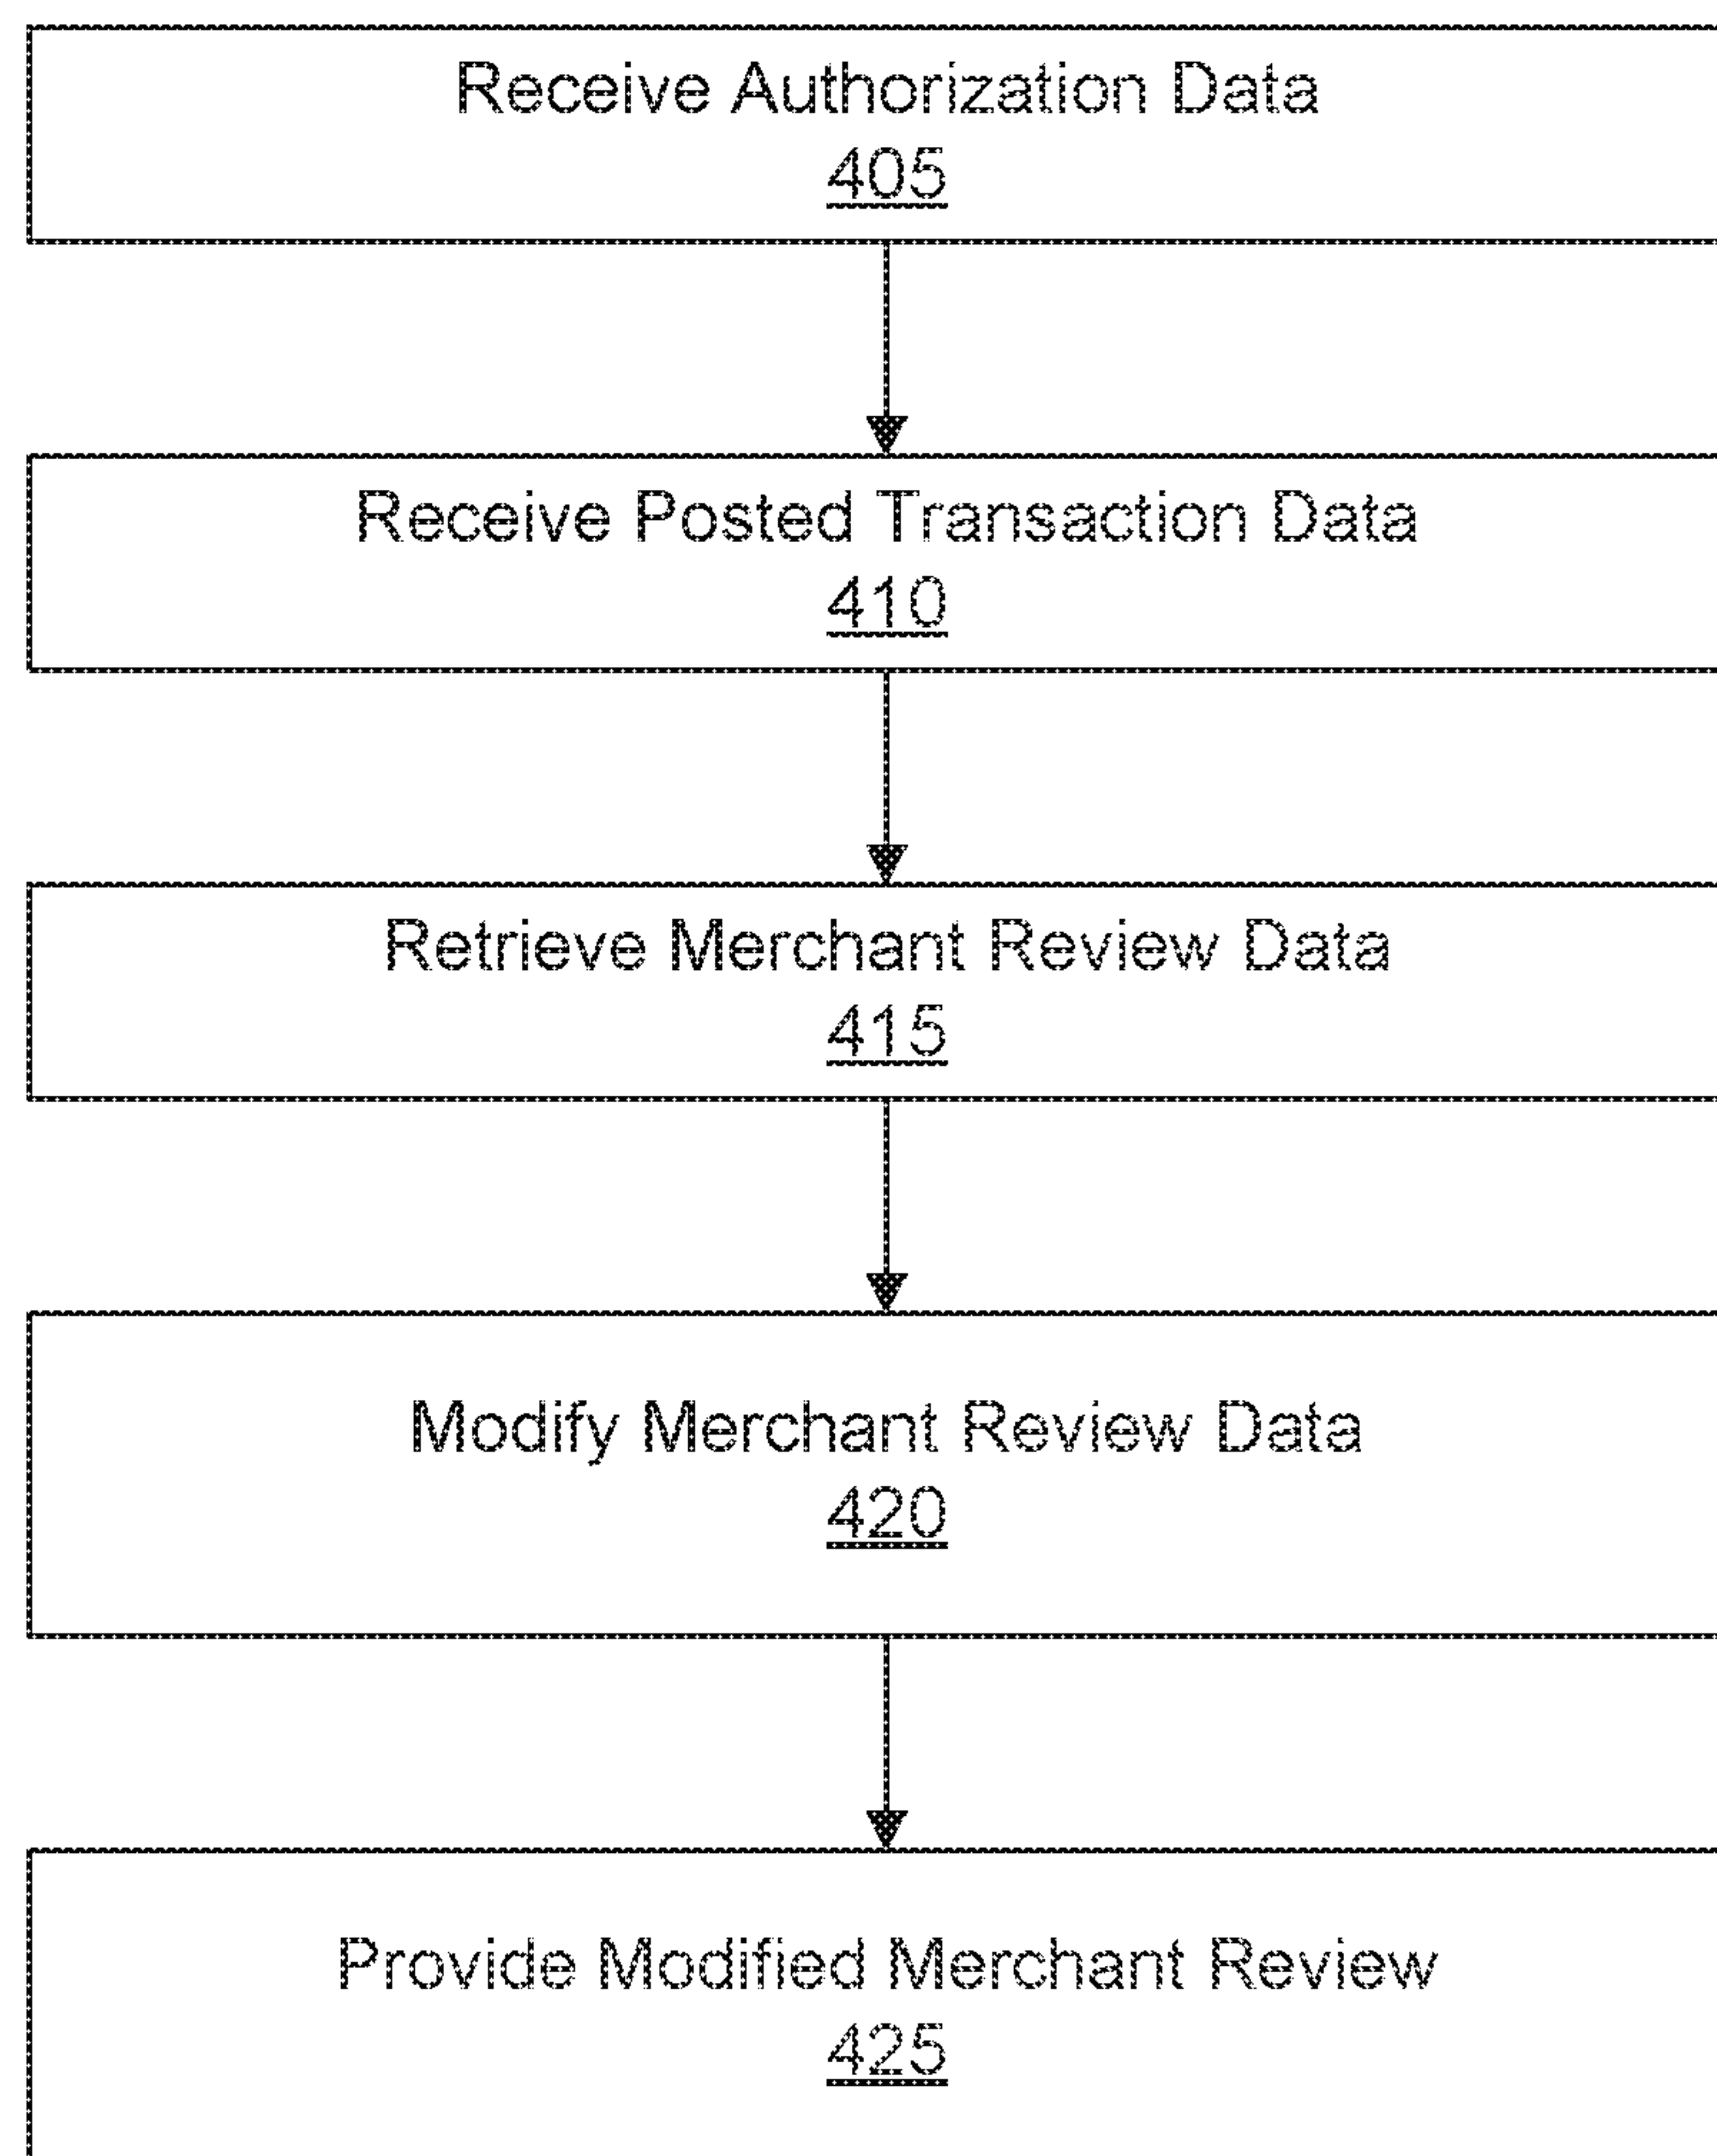 Receive Authorization Data
405
Receive Posted Transaction Data
410
Retrieve Merchant Review Data
415
Modify Merchant Review Data
420
Provide Modified Merchant Review
425